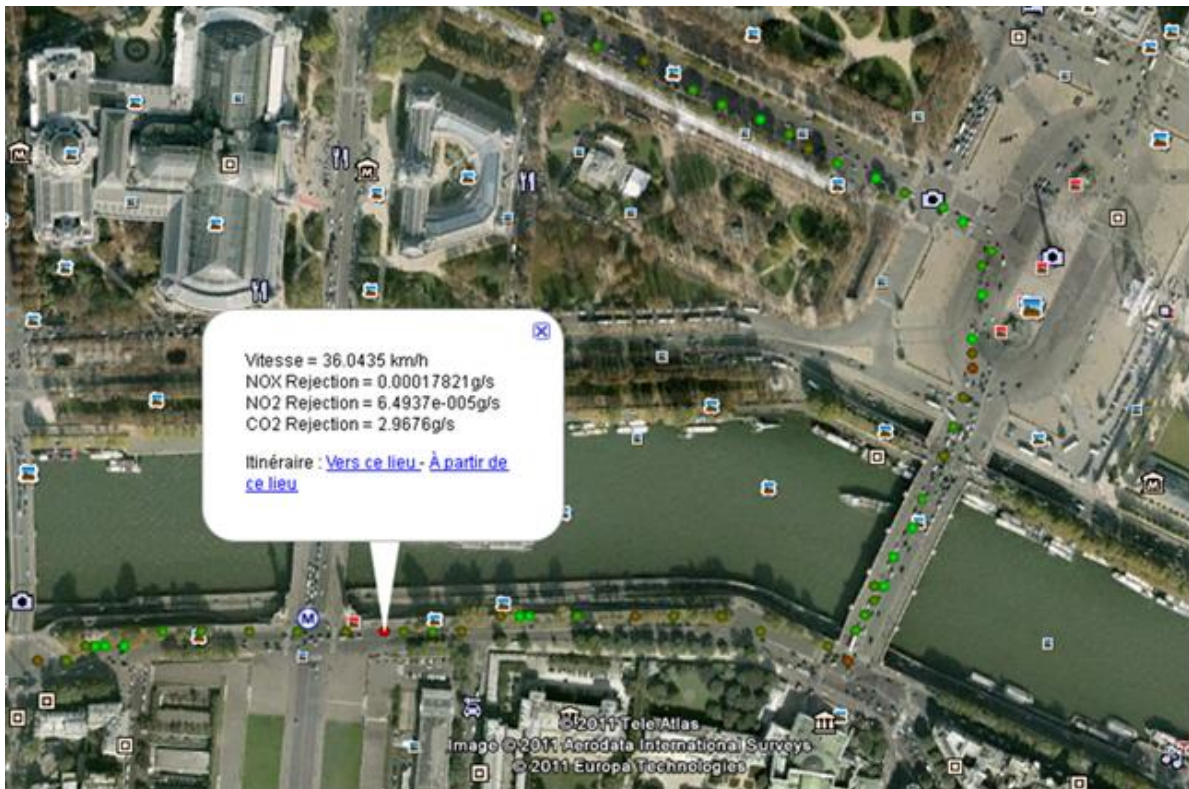 Vitesse = 36.0435 km/h
NOX Rejection = 0.00017821g/s
NO2 Rejection = 6.4937e-005g/s
CO2 Rejection = 2.9676g/s
Itinéraire : Vers ce lieu - À partir de
ce lieu
M
M
M
M
© 2011 Tele Atlas
Image © 2011 Aerodata International Surveys
© 2011 Europa Technologies